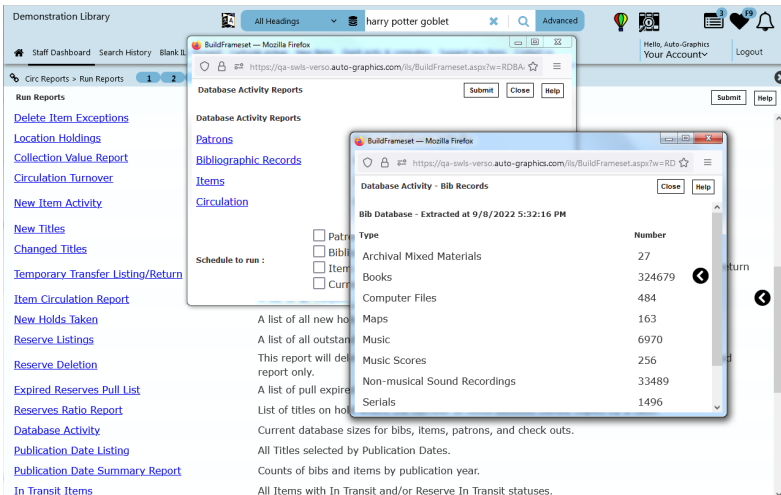 Demonstration Library
All Headings
harry potter goblet
Advanced
3
F9
Hello, Auto-Graphics
Your Account
Logout
Staff Dashboard Search History Blank IL
Circ Reports > Run Reports 1 2
Run Reports
Submit Help
Delete Item Exceptions
Location Holdings
Collection Value Report
Circulation Turnover
New Item Activity
New Titles
Changed Titles
Temporary Transfer Listing/Return
Item Circulation Report
New Holds Taken A list of all new ho
Reserve Listings A list of all outstan
Reserve Deletion This report will del
report only.
Expired Reserves Pull List A list of pull expire
Reserves Ratio Report List of titles on hol
Database Activity Current database sizes for bibs, items, patrons, and check outs.
Publication Date Listing All Titles selected by Publication Dates.
Publication Date Summary Report Counts of bibs and items by publication year.
In Transit Items All Items with In Transit and/or Reserve In Transit statuses.
BuildFrameset — Mozilla Firefox
https://qa-swls-verso.auto-graphics.com/ils/BuildFrameset.aspx?w=RDBA
Database Activity Reports
Submit Close Help
Database Activity Reports
Patrons
Bibliographic Records
Items
Circulation
Schedule to run :
Patr
Bibli
Item
Curr
BuildFrameset — Mozilla Firefox
https://qa-swls-verso.auto-graphics.com/ils/BuildFrameset.aspx?w=RD
Database Activity - Bib Records
Close Help
Bib Database - Extracted at 9/8/2022 5:32:16 PM
Type Number
Archival Mixed Materials 27
Books 324679
Computer Files 484
Maps 163
Music 6970
Music Scores 256
Non-musical Sound Recordings 33489
Serials 1496